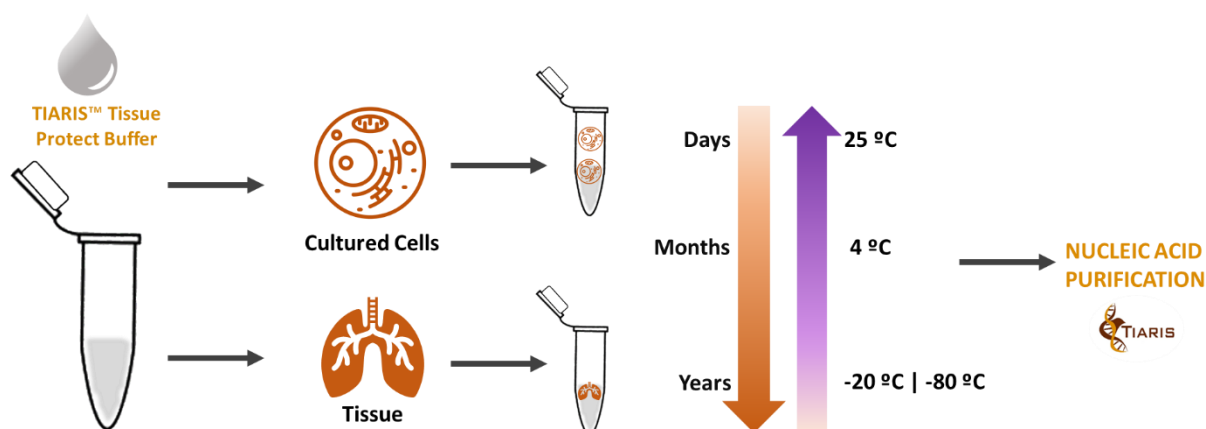 TIARIS™ Tissue
Protect Buffer
Cultured Cells
Tissue
Days
25 ºC
Months
4 ºC
Years
-20 ºC | -80 ºC
NUCLEIC ACID
PURIFICATION
TIARIS